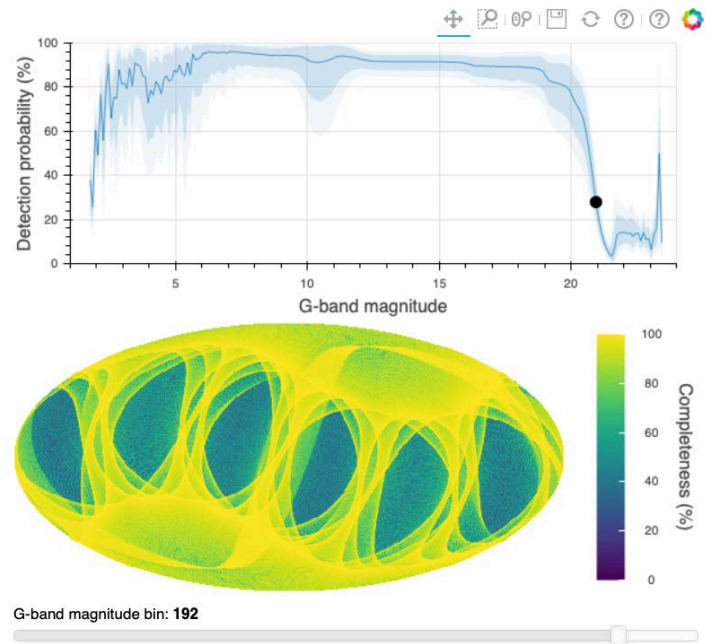 100
80
60
40
20
0
Detection probability (%)
5 10 15 20
G-band magnitude
100
80
60
40
20
0
Completeness (%)
G-band magnitude bin: 192